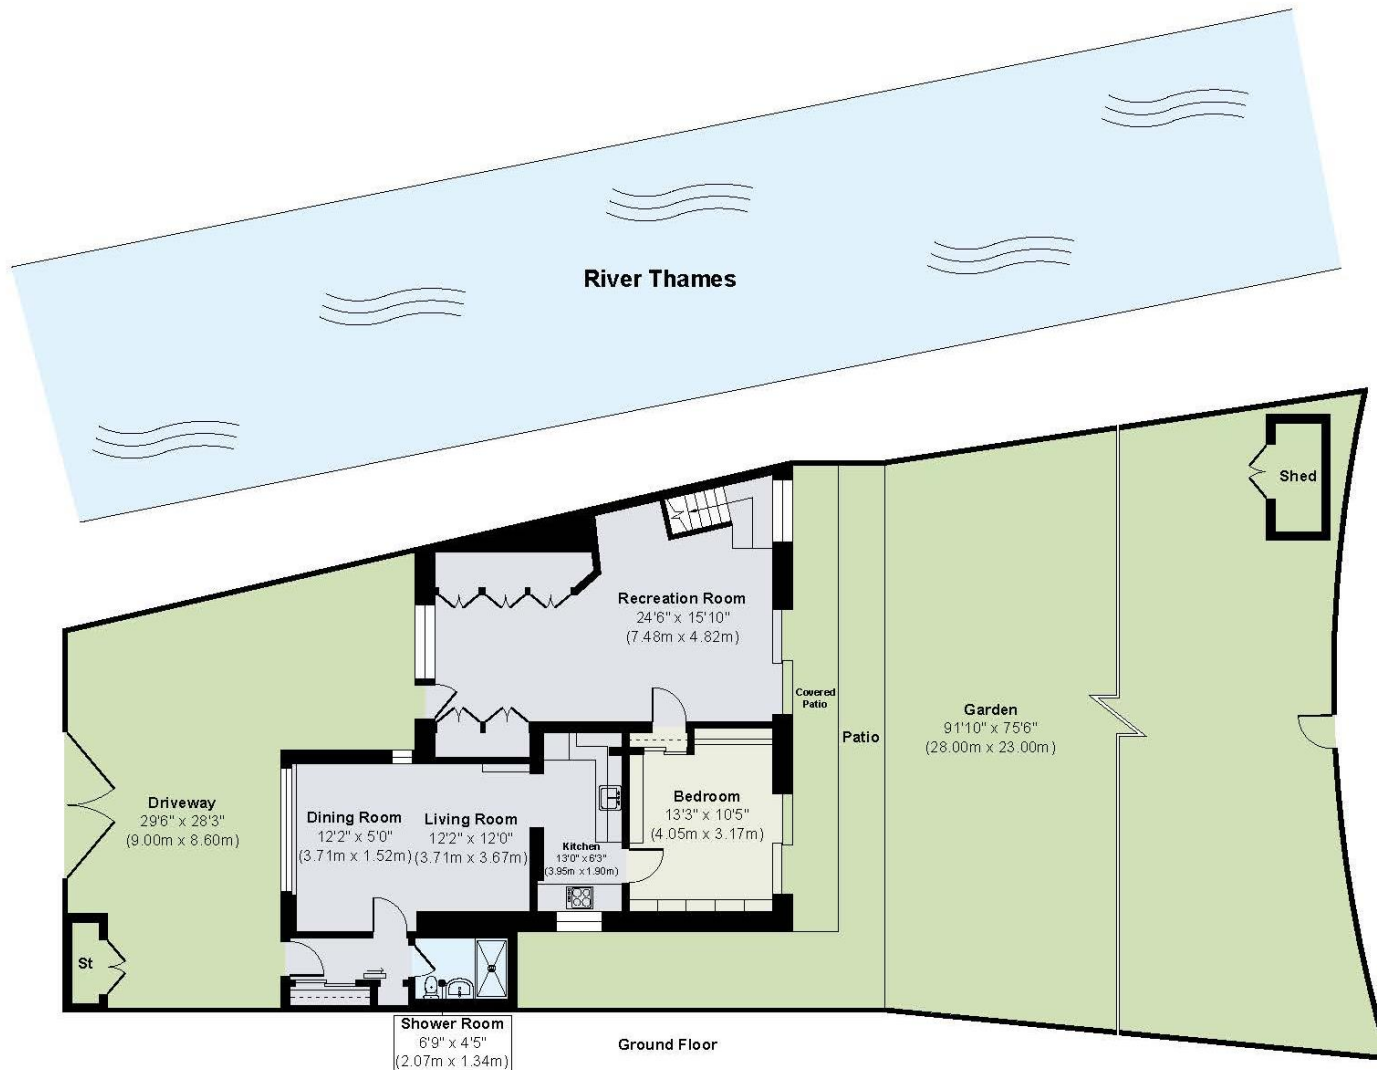 River Thames
Shed
Recreation Room
24'6" x 15'10"
(7.48m x 4.82m)
Covered
Patio
Patio
Garden
91'10" x 75'6"
(28.00m x 23.00m)
Driveway
29'6" x 28'3"
(9.00m x 8.60m)
Dining Room
12'2" x 5'0"
(3.71m x 1.52m)
Living Room
12'2" x 12'0"
(3.71m x 3.67m)
Kitchen
13'0" x 6'3"
(3.95m x 1.90m)
Bedroom
13'3" x 10'5"
(4.05m x 3.17m)
St
Shower Room
6'9" x 4'5"
(2.07m x 1.34m)
Ground Floor